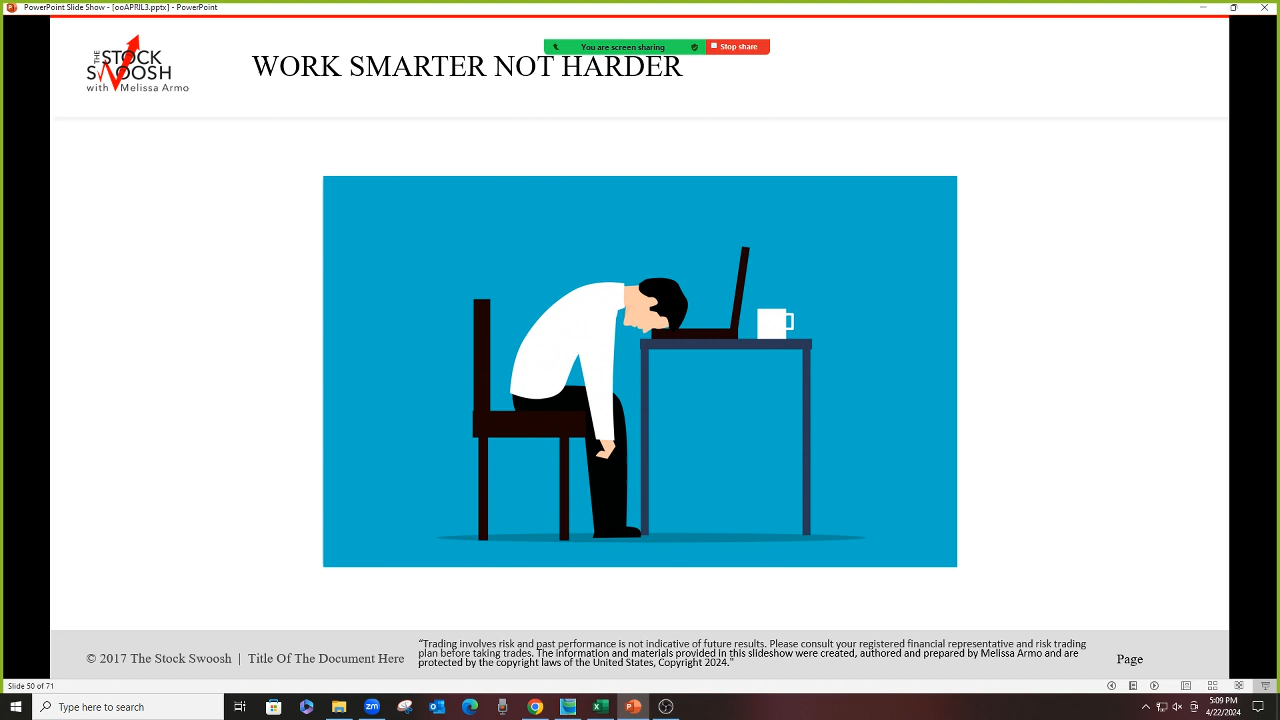 PowerPoint Slide Show - [ooAPRIL3.pptx] - PowerPoint
You are screen sharing
Stop share
THE
STOCK
SWOOSH
with Melissa Armo
WORK SMARTER NOT HARDER
© 2017 The Stock Swoosh | Title Of The Document Here
“Trading involves risk and past performance is not indicative of future results. Please consult your registered financial representative and risk trading
plan before taking trades. The information and materials provided in this slideshow were created, authored and prepared by Melissa Armo and are
protected by the copyright laws of the United States, Copyright 2024."
Page
Slide 50 of 71
Type here to search
5:09 PM
4/22/2024